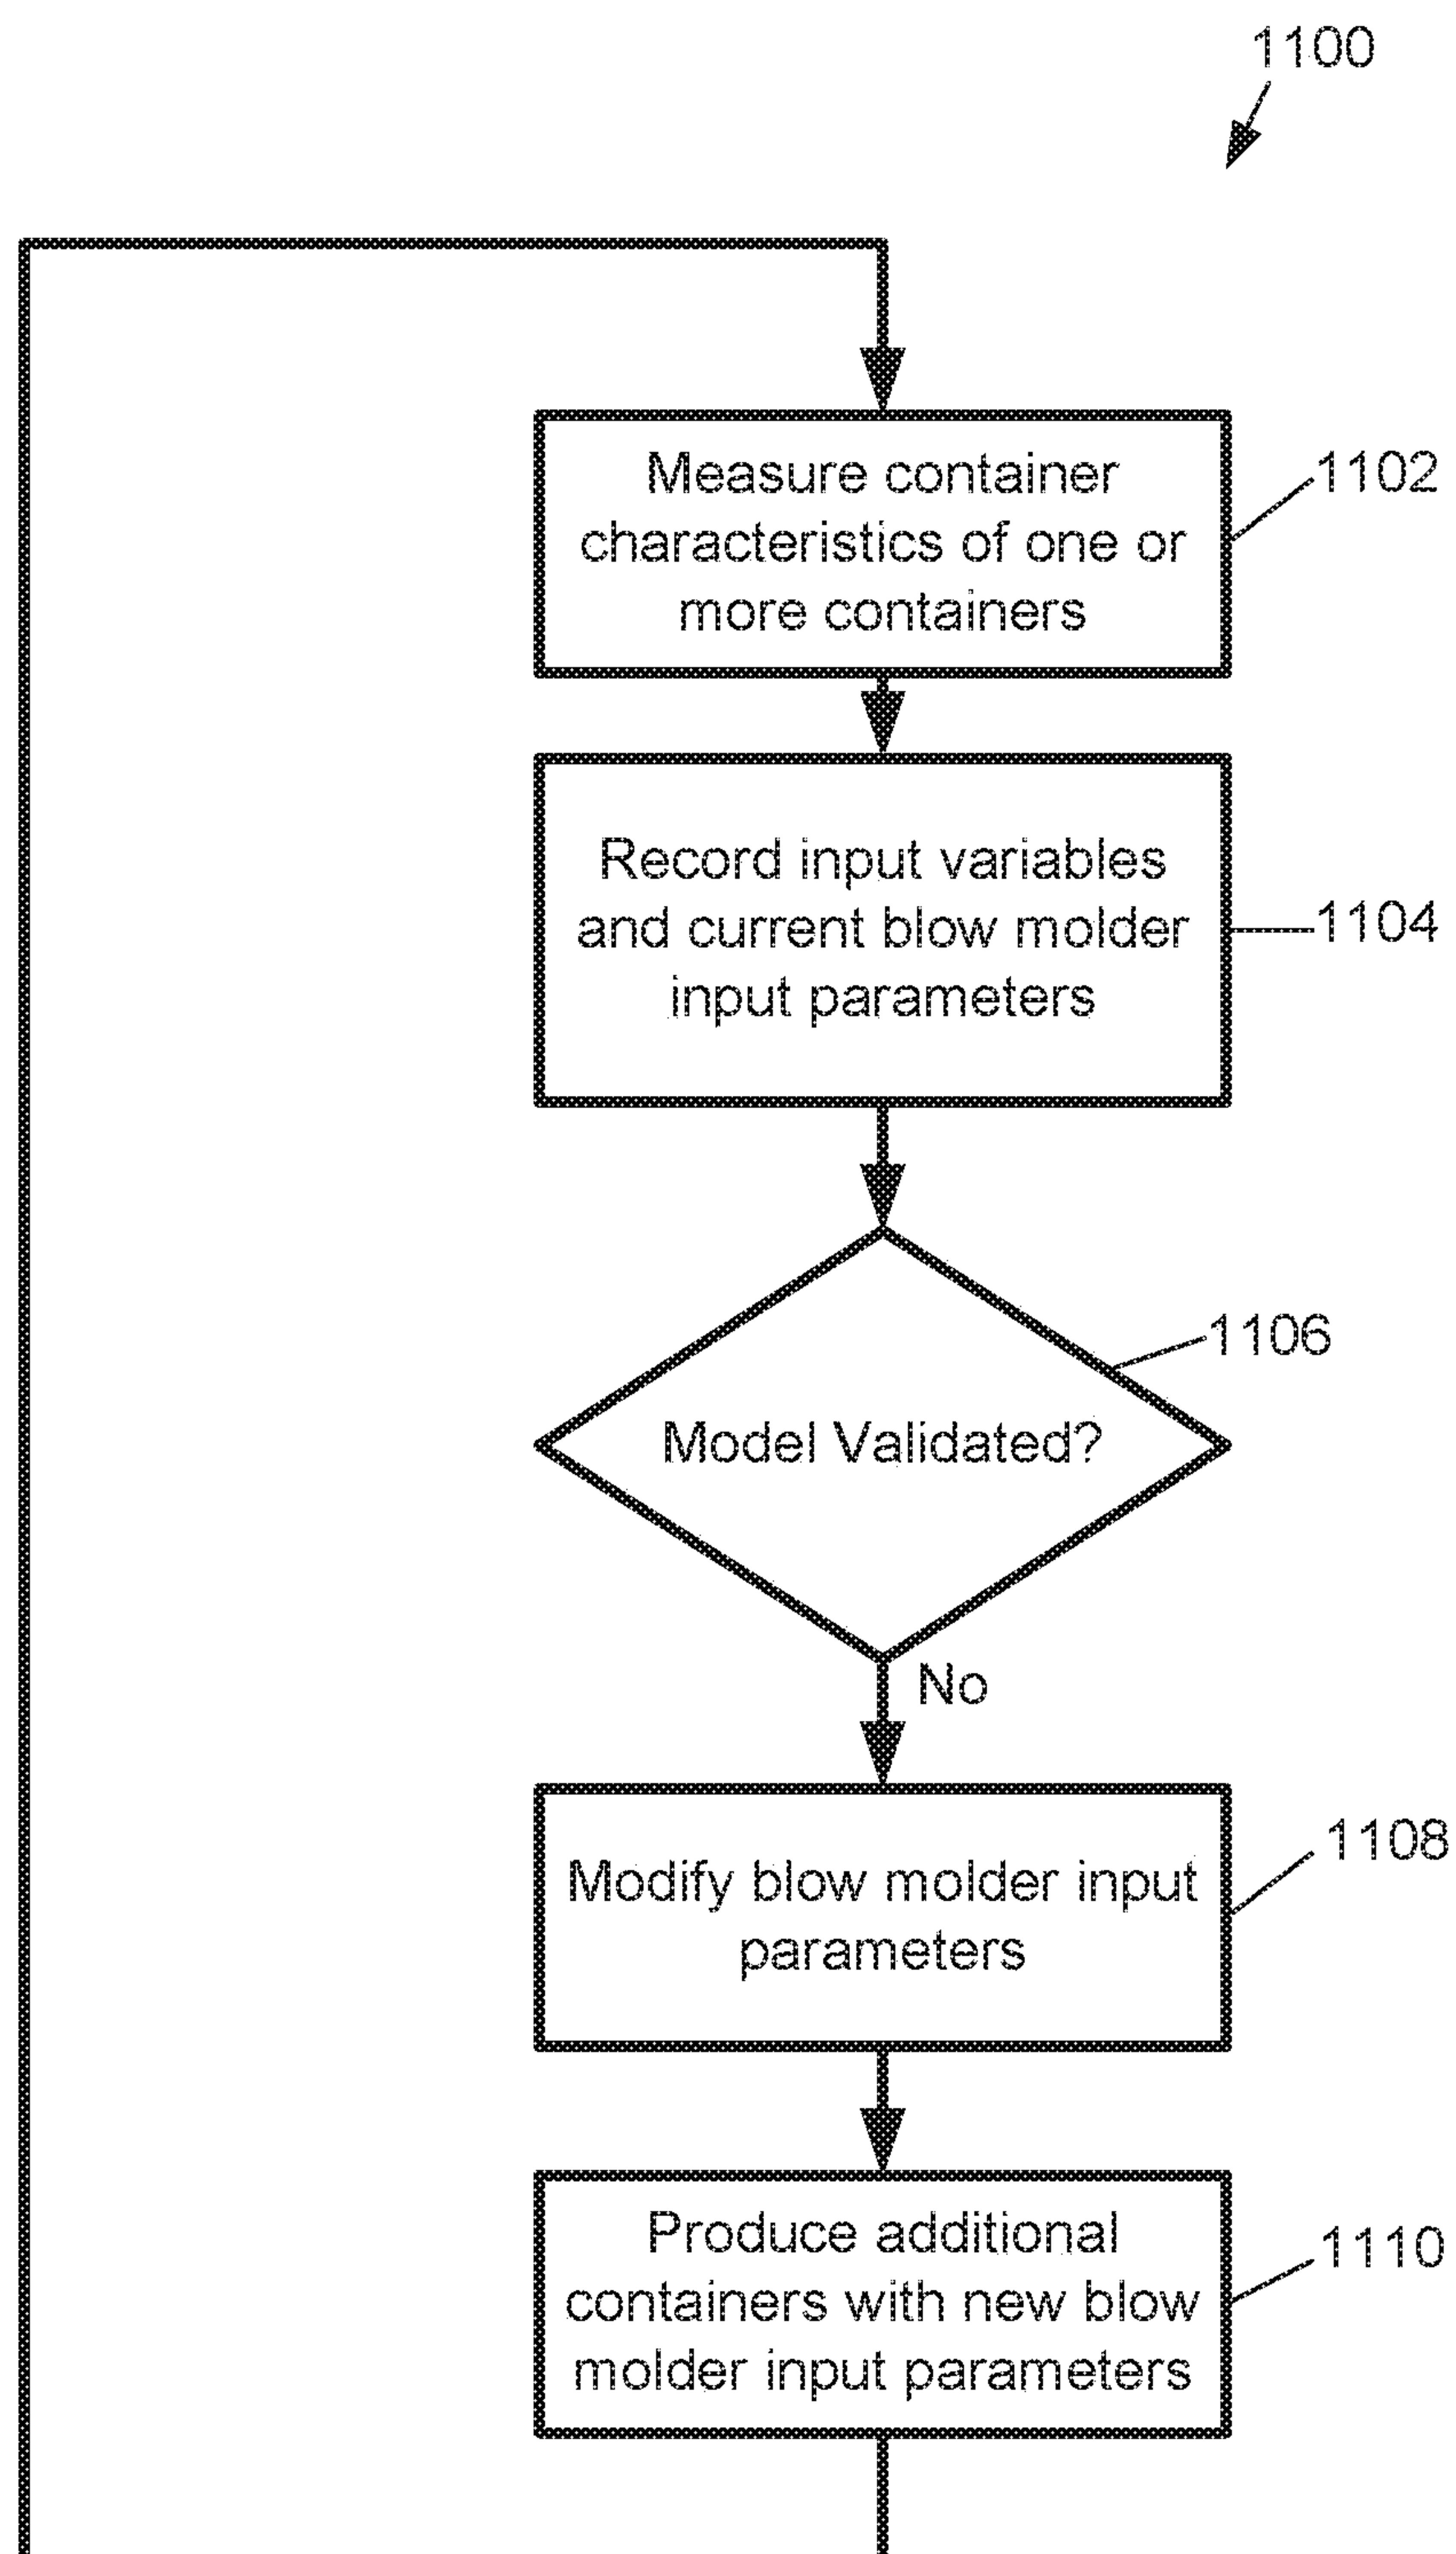 1100
Measure container
characteristics of one or
more containers
1102
Record input variables
and current blow molder
input parameters
1104
1106
Model Validated?
No
Modify blow molder input
parameters
1108
Produce additional
containers with new blow
molder input parameters
1110